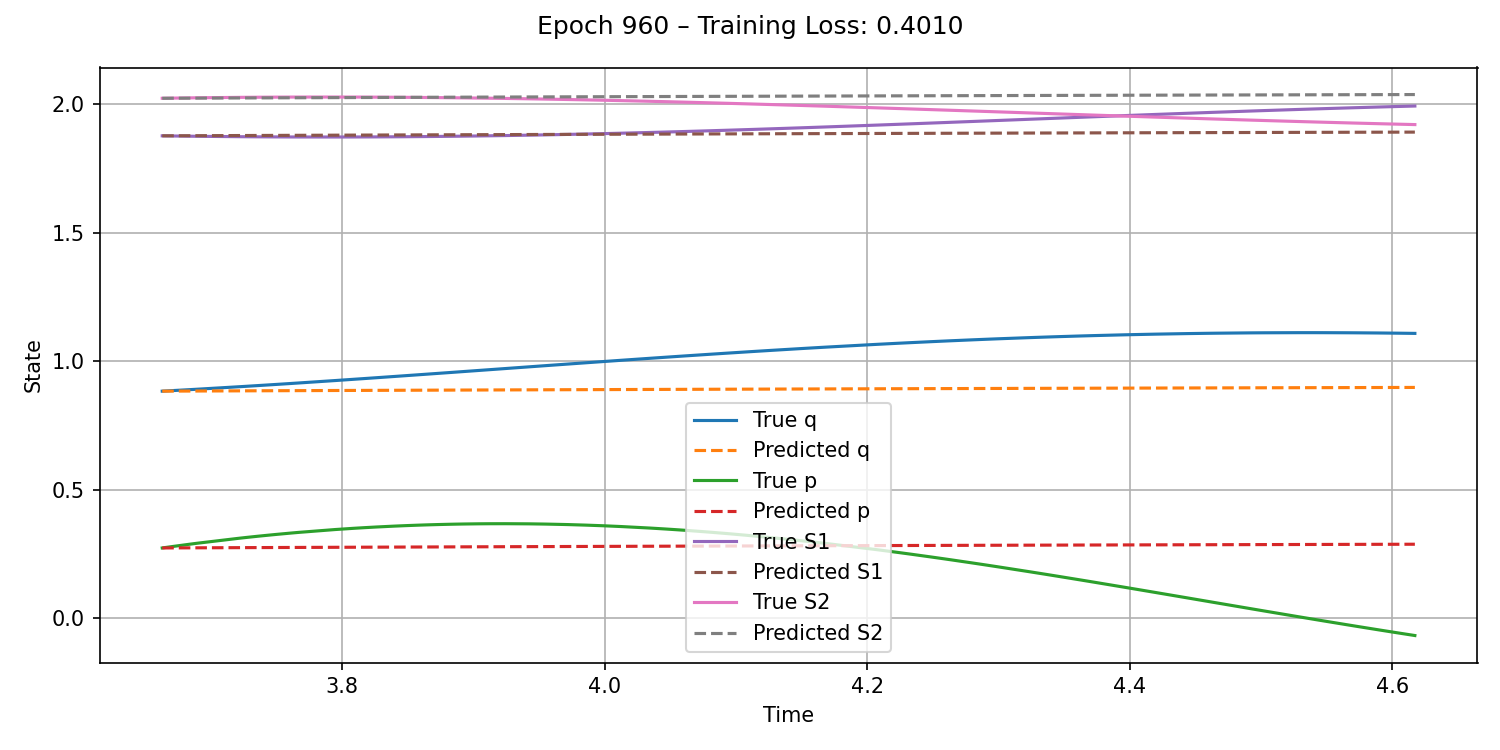 Epoch 960 – Training Loss: 0.4010
2.0
1.5
1.0
0.5
0.0
State
True q
Predicted q
True p
Predicted p
True S1
Predicted S1
True S2
Predicted S2
3.8
4.0
4.2
4.4
4.6
Time